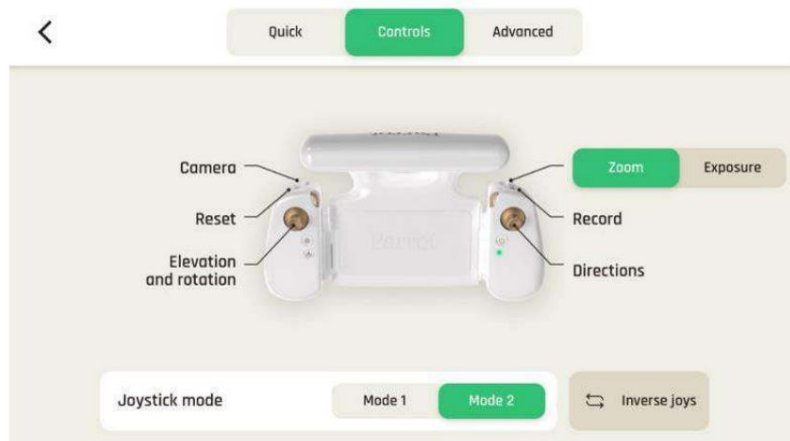 Quick
Controls
Advanced
Camera
Zoom
Exposure
Reset
Record
Elevation
and rotation
Directions
Parrot
Joystick mode
Mode 1
Mode 2
Inverse joys